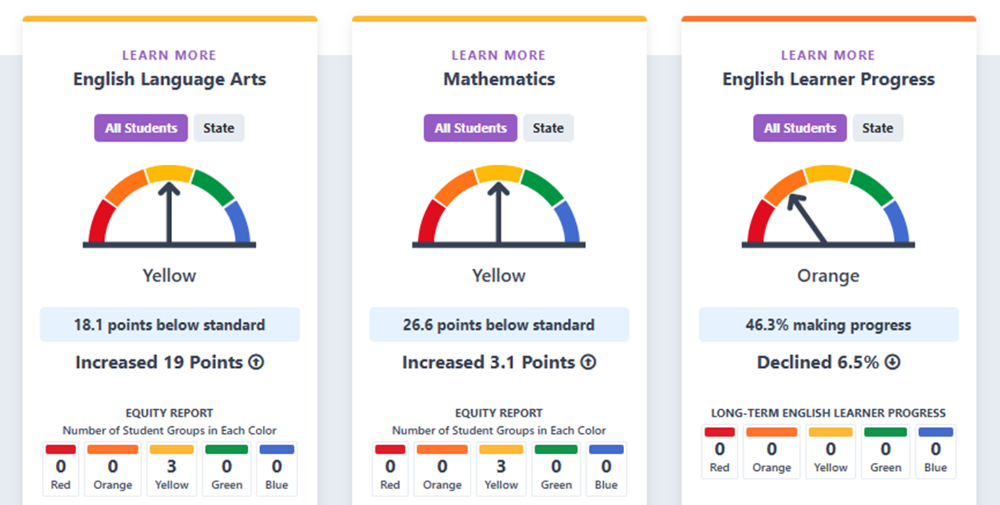 LEARN MORE
English Language Arts
All Students State
Yellow
18.1 points below standard
Increased 19 Points
EQUITY REPORT
Number of Student Groups in Each Color
0 0 3 0 0
Red Orange Yellow Green Blue
LEARN MORE
Mathematics
All Students State
Yellow
26.6 points below standard
Increased 3.1 Points
EQUITY REPORT
Number of Student Groups in Each Color
0 0 3 0 0
Red Orange Yellow Green Blue
LEARN MORE
English Learner Progress
All Students State
Orange
46.3% making progress
Declined 6.5%
LONG-TERM ENGLISH LEARNER PROGRESS
0 0 0 0 0
Red Orange Yellow Green Blue